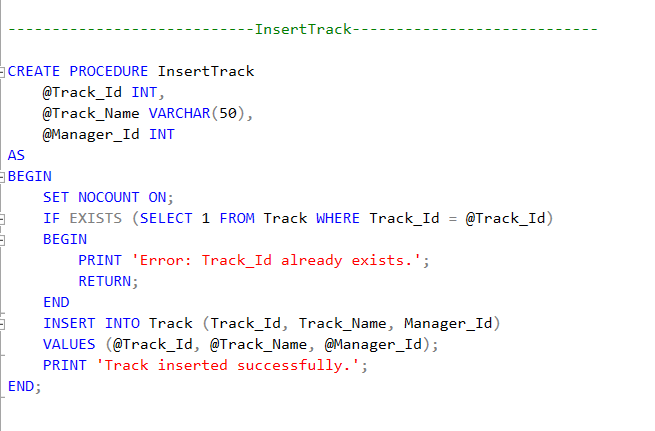 ----------------------------InsertTrack----------------------------
CREATE PROCEDURE InsertTrack
    @Track_Id INT,
    @Track_Name VARCHAR(50),
    @Manager_Id INT
AS
BEGIN
    SET NOCOUNT ON;
    IF EXISTS (SELECT 1 FROM Track WHERE Track_Id = @Track_Id)
    BEGIN
        PRINT 'Error: Track_Id already exists.';
        RETURN;
    END
    INSERT INTO Track (Track_Id, Track_Name, Manager_Id)
    VALUES (@Track_Id, @Track_Name, @Manager_Id);
    PRINT 'Track inserted successfully.';
END;